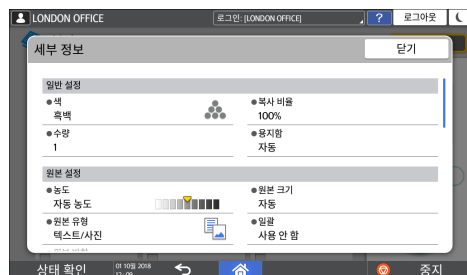 LONDON OFFICE
로그인: [LONDON OFFICE]
?
로그아웃
세부 정보
닫기
일반 설정
●색
흑백
●복사 비율
100%
●수량
1
●용지함
자동
원본 설정
●농도
자동 농도
●원본 크기
자동
●원본 유형
텍스트/사진
●일괄
사용 안 함
상태 확인
01 10월 2018
중지